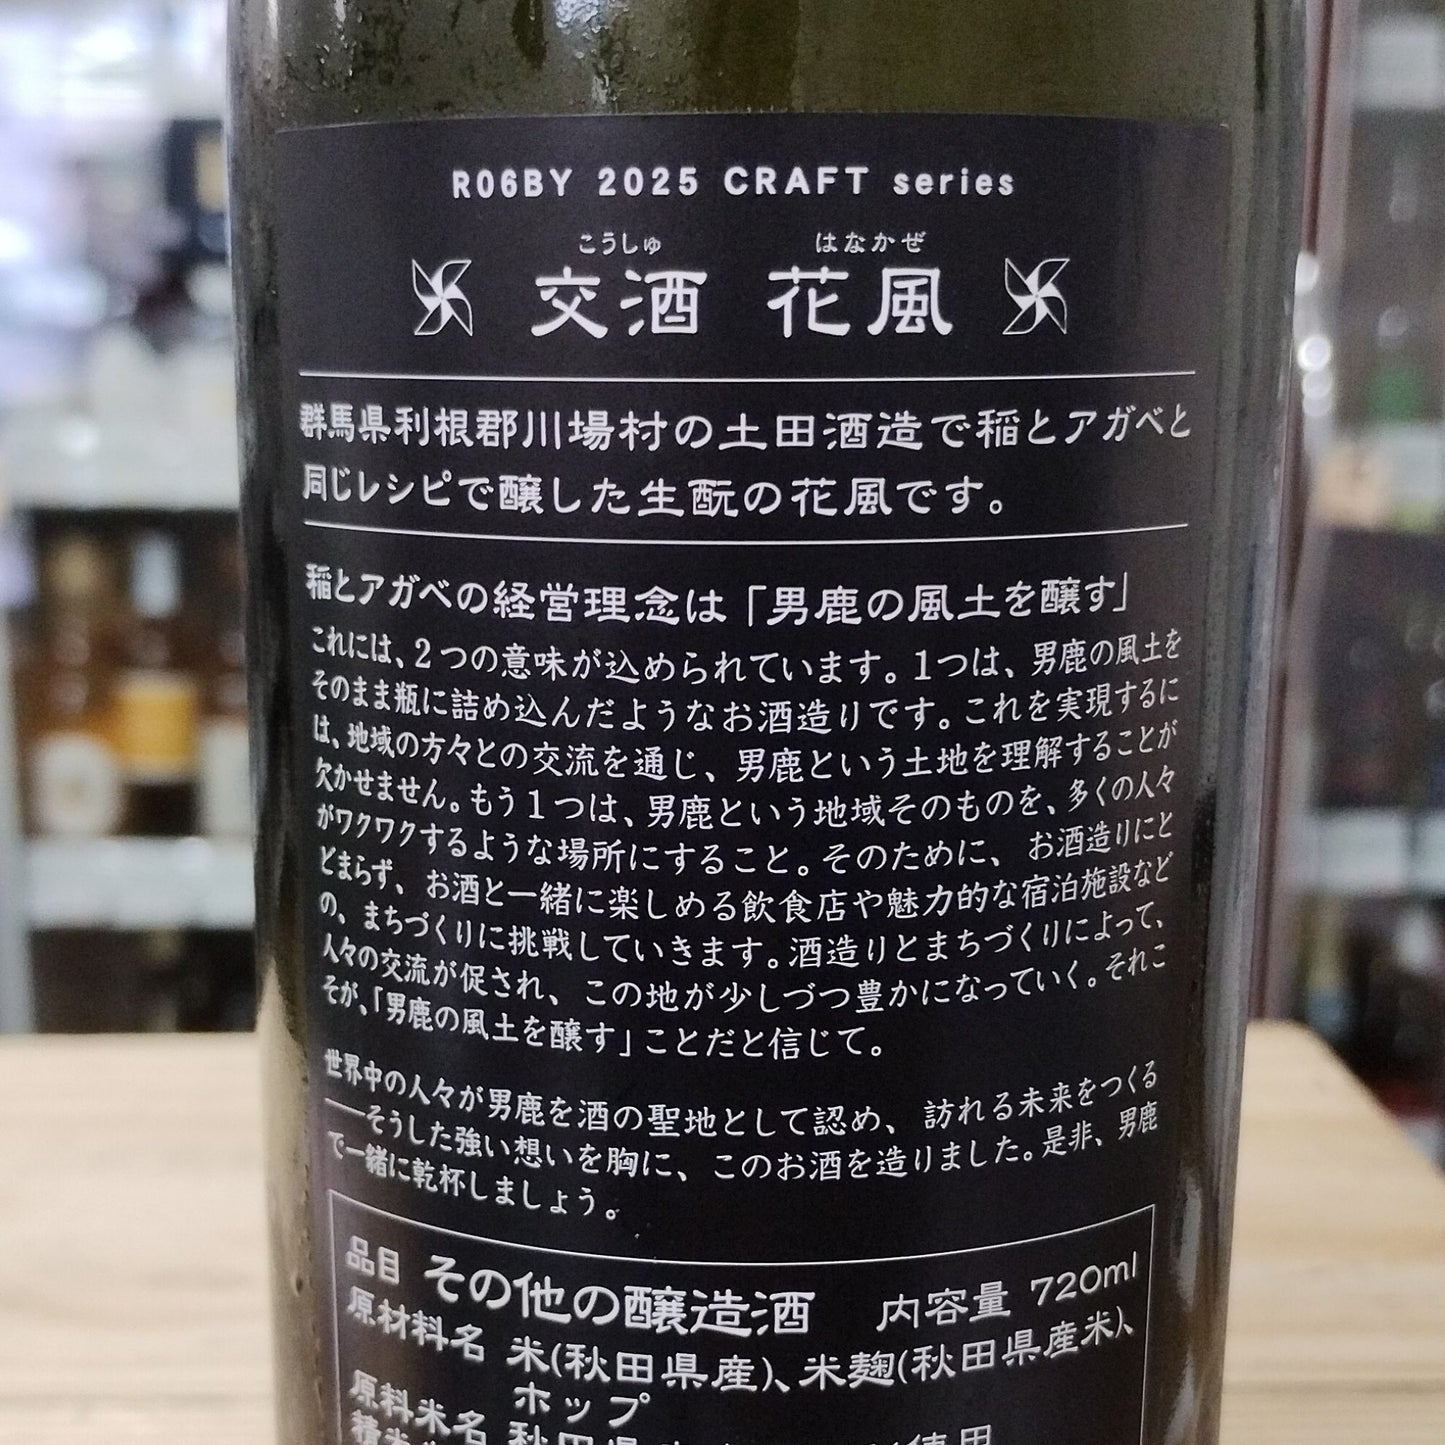 R06BY 2025 CRAFT series
こうしゅ はなかぜ
交酒 花風
群馬県利根郡川場村の土田酒造で稲とアガベと
同じレシピで醸した生酛の花風です。
稲とアガベの経営理念は「男鹿の風土を醸す」
これには、2つの意味が込められています。1つは、男鹿の風土を
そのまま瓶に詰め込んだようなお酒造りです。これを実現するに
は、地域の方々との交流を通じ、男鹿という土地を理解することが
欠かせません。もう1つは、男鹿という地域そのものを、多くの人々
がワクワクするような場所にすること。そのために、お酒造りにと
どまらず、お酒と一緒に楽しめる飲食店や魅力的な宿泊施設など
の、まちづくりに挑戦していきます。酒造りとまちづくりによって、
人々の交流が促され、この地が少しづつ豊かになっていく。それこ
そが、「男鹿の風土を醸す」ことだと信じて。
世界中の人々が男鹿を酒の聖地として認め、訪れる未来をつくる
──そうした強い想いを胸に、このお酒を造りました。是非、男鹿
で一緒に乾杯しましょう。
品目 その他の醸造酒 内容量 720ml
原材料名 米(秋田県産)、米麹(秋田県産米)、
ホップ
原料米名 秋田県
使用